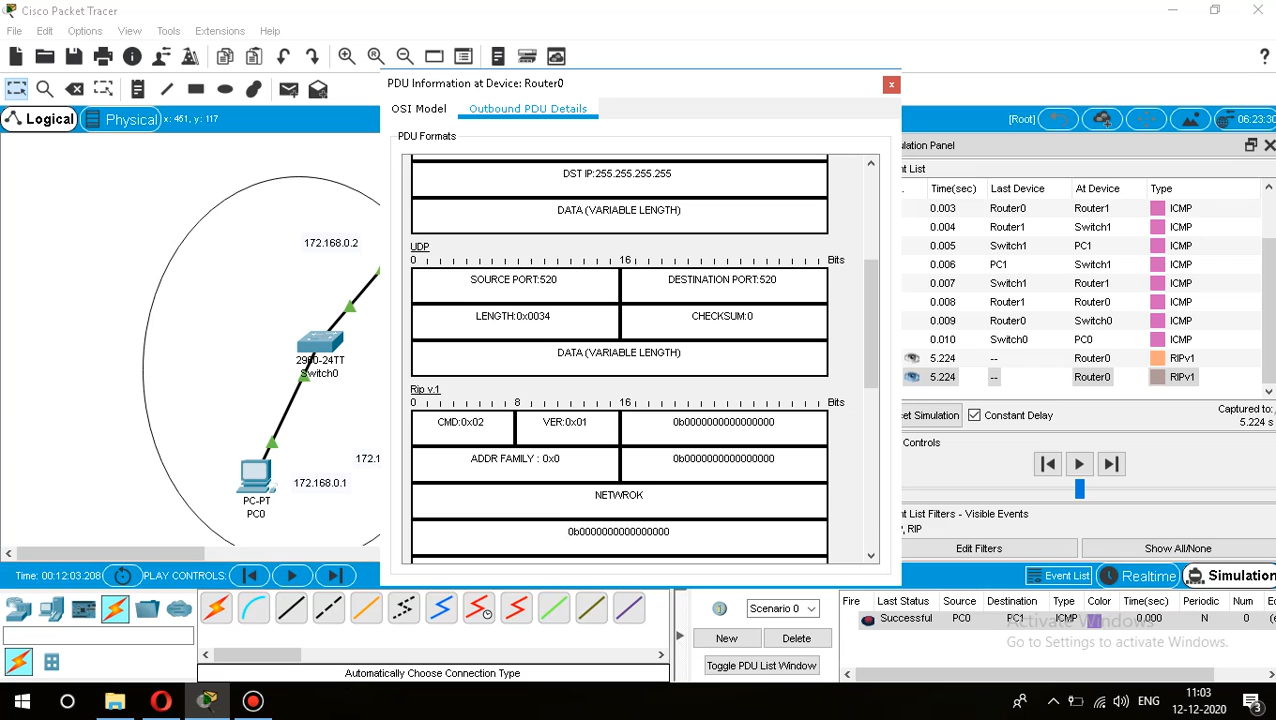 Cisco Packet Tracer
File Edit Options View Tools Extensions Help
PDU Information at Device: Router0
OSI Model Outbound PDU Details
PDU Formats
DST IP:255.255.255.255
DATA (VARIABLE LENGTH)
UDP
0 16 Bits
SOURCE PORT:520 DESTINATION PORT:520
LENGTH:0x0034 CHECKSUM:0
DATA (VARIABLE LENGTH)
Rip v.1
0 8 16 Bits
CMD:0x02 VER:0x01 0b0000000000000000
ADDR FAMILY : 0x0 0b0000000000000000
NETWROK
0b0000000000000000
Logical Physical x: 461, y: 117
172.168.0.2
2960-24TT
Switch0
172.1
172.168.0.1
PC-PT
PC0
[Root] 06:23:30
ulation Panel
ent List
Time(sec) Last Device At Device Type
0.003 Router0 Router1 ICMP
0.004 Router1 Switch1 ICMP
0.005 Switch1 PC1 ICMP
0.006 PC1 Switch1 ICMP
0.007 Switch1 Router1 ICMP
0.008 Router1 Router0 ICMP
0.009 Router0 Switch0 ICMP
0.010 Switch0 PC0 ICMP
5.224 -- Router0 RIPv1
5.224 -- Router0 RIPv1
et Simulation Constant Delay Captured to:
5.224 s
Controls
ent List Filters - Visible Events
, RIP
Edit Filters Show All/None
Time: 00:12:03.208 PLAY CONTROLS: Event List Realtime Simulation
Scenario 0
New Delete
Toggle PDU List Window
Fire Last Status Source Destination Type Color Time(sec) Periodic Num E
Successful PC0 PC1 ICMP 0.000 N 0 (e
Activate Windows
Go to Settings to activate Windows.
Automatically Choose Connection Type
ENG 11:03
12-12-2020
3